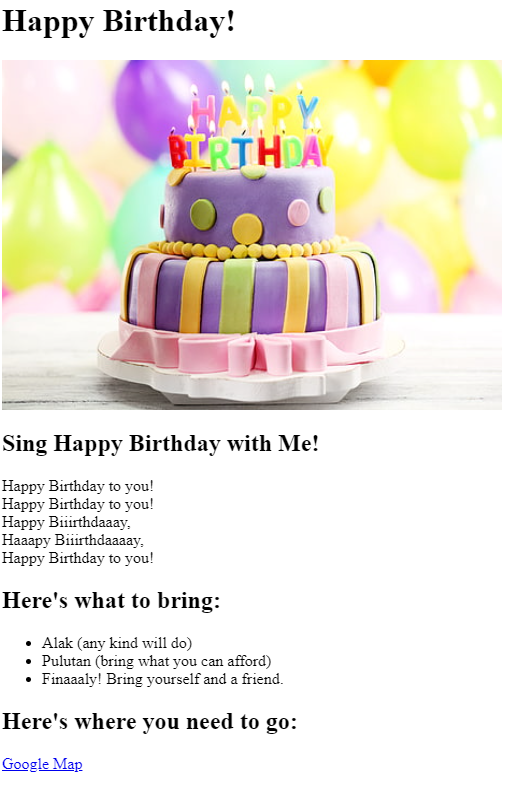 Happy Birthday!
HAPPY
BIRTHDAY
Sing Happy Birthday with Me!
Happy Birthday to you!
Happy Birthday to you!
Happy Biiirthdaaay,
Haaapy Biiirthdaaaay,
Happy Birthday to you!
Here's what to bring:
Alak (any kind will do)
Pulutan (bring what you can afford)
Finaaaly! Bring yourself and a friend.
Here's where you need to go:
Google Map